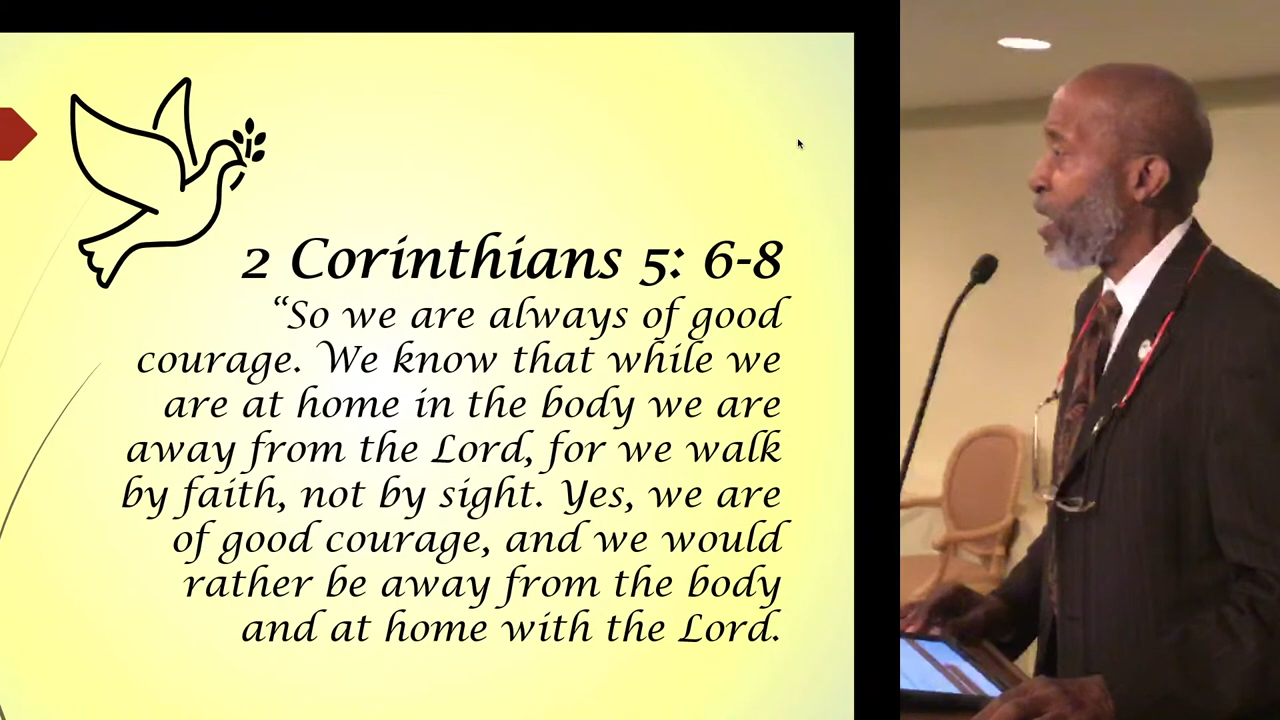 2 Corinthians 5: 6-8
“So we are always of good
courage. We know that while we
are at home in the body we are
away from the Lord, for we walk
by faith, not by sight. Yes, we are
of good courage, and we would
rather be away from the body
and at home with the Lord.